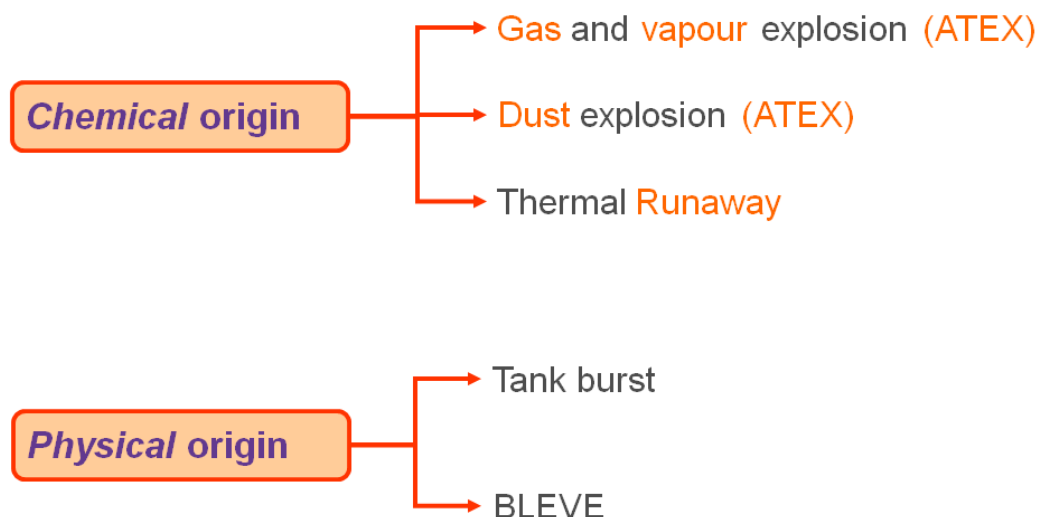 Gas and vapour explosion (ATEX)
Chemical origin
Dust explosion (ATEX)
Thermal Runaway
Tank burst
Physical origin
BLEVE